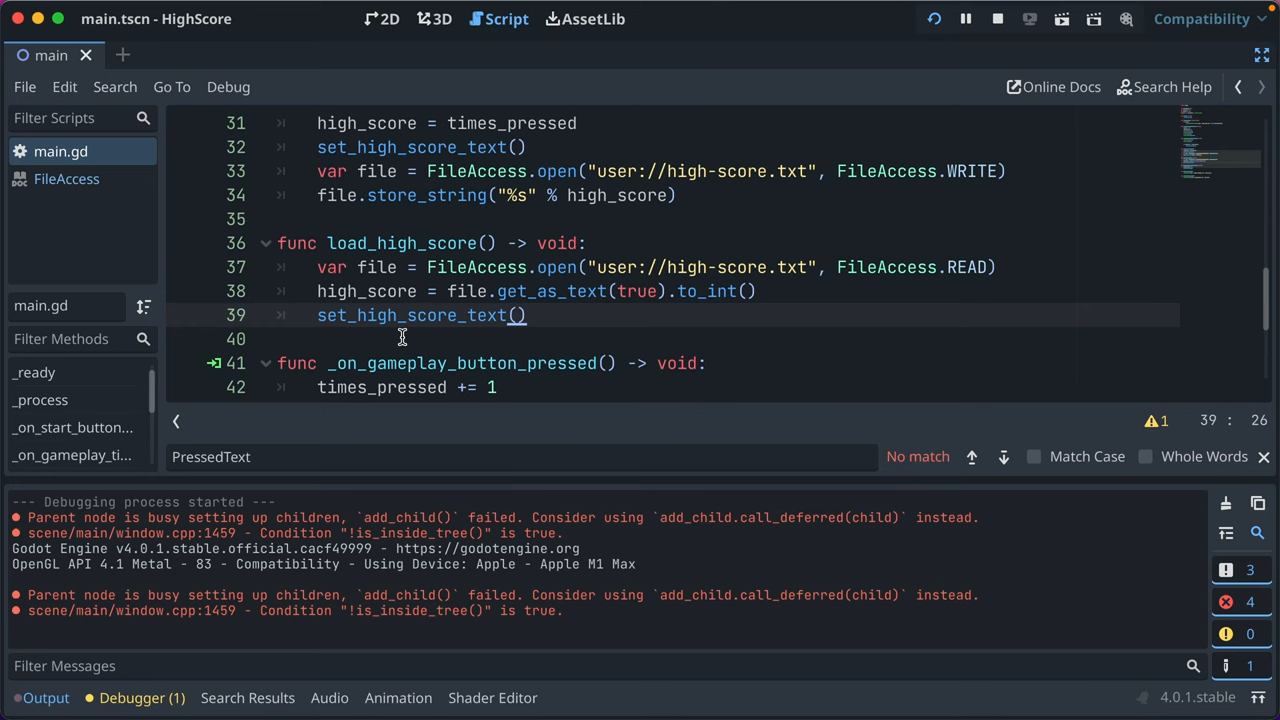 main.tscn - HighScore
2D 3D Script AssetLib
Compatibility
main
File Edit Search Go To Debug
Online Docs Search Help
Filter Scripts
main.gd
FileAccess
main.gd
Filter Methods
_ready
_process
_on_start_button...
_on_gameplay_ti...
31 high_score = times_pressed
32 set_high_score_text()
33 var file = FileAccess.open("user://high-score.txt", FileAccess.WRITE)
34 file.store_string("%s" % high_score)
35
36 func load_high_score() -> void:
37 var file = FileAccess.open("user://high-score.txt", FileAccess.READ)
38 high_score = file.get_as_text(true).to_int()
39 set_high_score_text()
40
41 func _on_gameplay_button_pressed() -> void:
42 times_pressed += 1
1 39 : 26
PressedText No match Match Case Whole Words
--- Debugging process started ---
Parent node is busy setting up children, `add_child()` failed. Consider using `add_child.call_deferred(child)` instead.
scene/main/window.cpp:1459 - Condition "!is_inside_tree()" is true.
Godot Engine v4.0.1.stable.official.cacf49999 - https://godotengine.org
OpenGL API 4.1 Metal - 83 - Compatibility - Using Device: Apple - Apple M1 Max
Parent node is busy setting up children, `add_child()` failed. Consider using `add_child.call_deferred(child)` instead.
scene/main/window.cpp:1459 - Condition "!is_inside_tree()" is true.
3
4
0
1
Filter Messages
Output Debugger (1) Search Results Audio Animation Shader Editor 4.0.1.stable